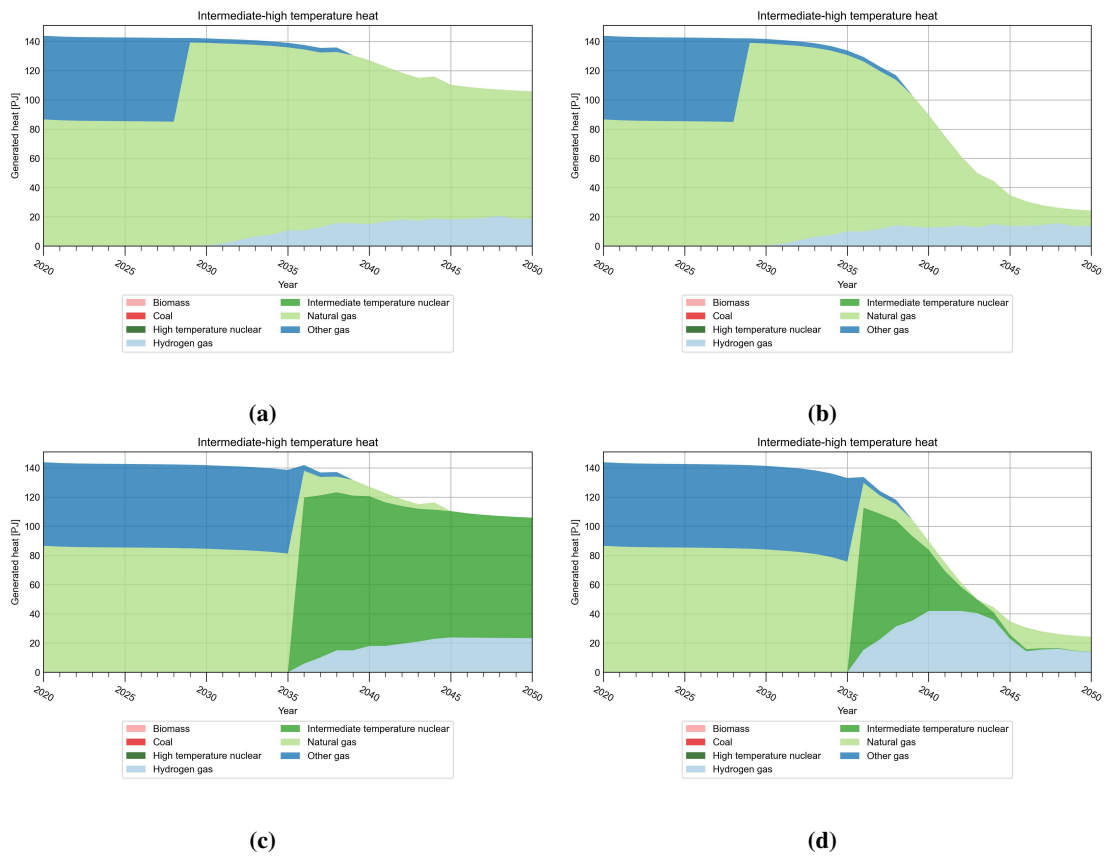 Intermediate-high temperature heat
Generated heat [PJ]
140
120
100
80
60
40
20
0
2020
2025
2030
2035
2040
2045
2050
Year
Biomass
Coal
High temperature nuclear
Hydrogen gas
Intermediate temperature nuclear
Natural gas
Other gas
(a)
Intermediate-high temperature heat
Generated heat [PJ]
140
120
100
80
60
40
20
0
2020
2025
2030
2035
2040
2045
2050
Year
Biomass
Coal
High temperature nuclear
Hydrogen gas
Intermediate temperature nuclear
Natural gas
Other gas
(b)
Intermediate-high temperature heat
Generated heat [PJ]
140
120
100
80
60
40
20
0
2020
2025
2030
2035
2040
2045
2050
Year
Biomass
Coal
High temperature nuclear
Hydrogen gas
Intermediate temperature nuclear
Natural gas
Other gas
(c)
Intermediate-high temperature heat
Generated heat [PJ]
140
120
100
80
60
40
20
0
2020
2025
2030
2035
2040
2045
2050
Year
Biomass
Coal
High temperature nuclear
Hydrogen gas
Intermediate temperature nuclear
Natural gas
Other gas
(d)